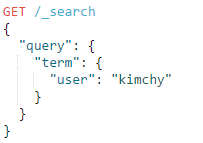 GET /_search
{
  "query": {
    "term": {
      "user": "kimchy"
    }
  }
}